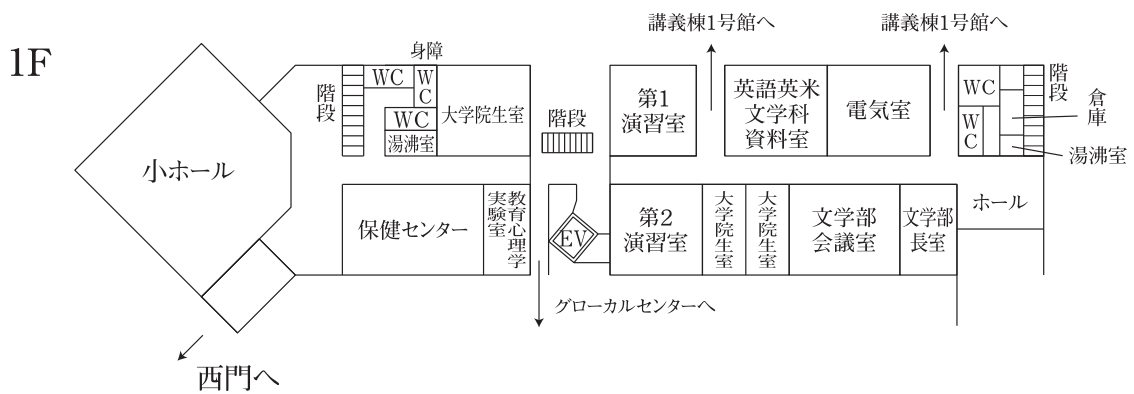 1F
講義棟1号館へ
講義棟1号館へ
身障
階段
WC
W
C
WC
湯沸室
大学院生室
階段
第1
演習室
英語英米
文学科
資料室
電気室
WC
W
C
階段
倉庫
湯沸室
小ホール
保健センター
教育心理学
実験室
EV
第2
演習室
大学院生室
大学院生室
文学部
会議室
文学部
長室
ホール
グローカルセンターへ
西門へ